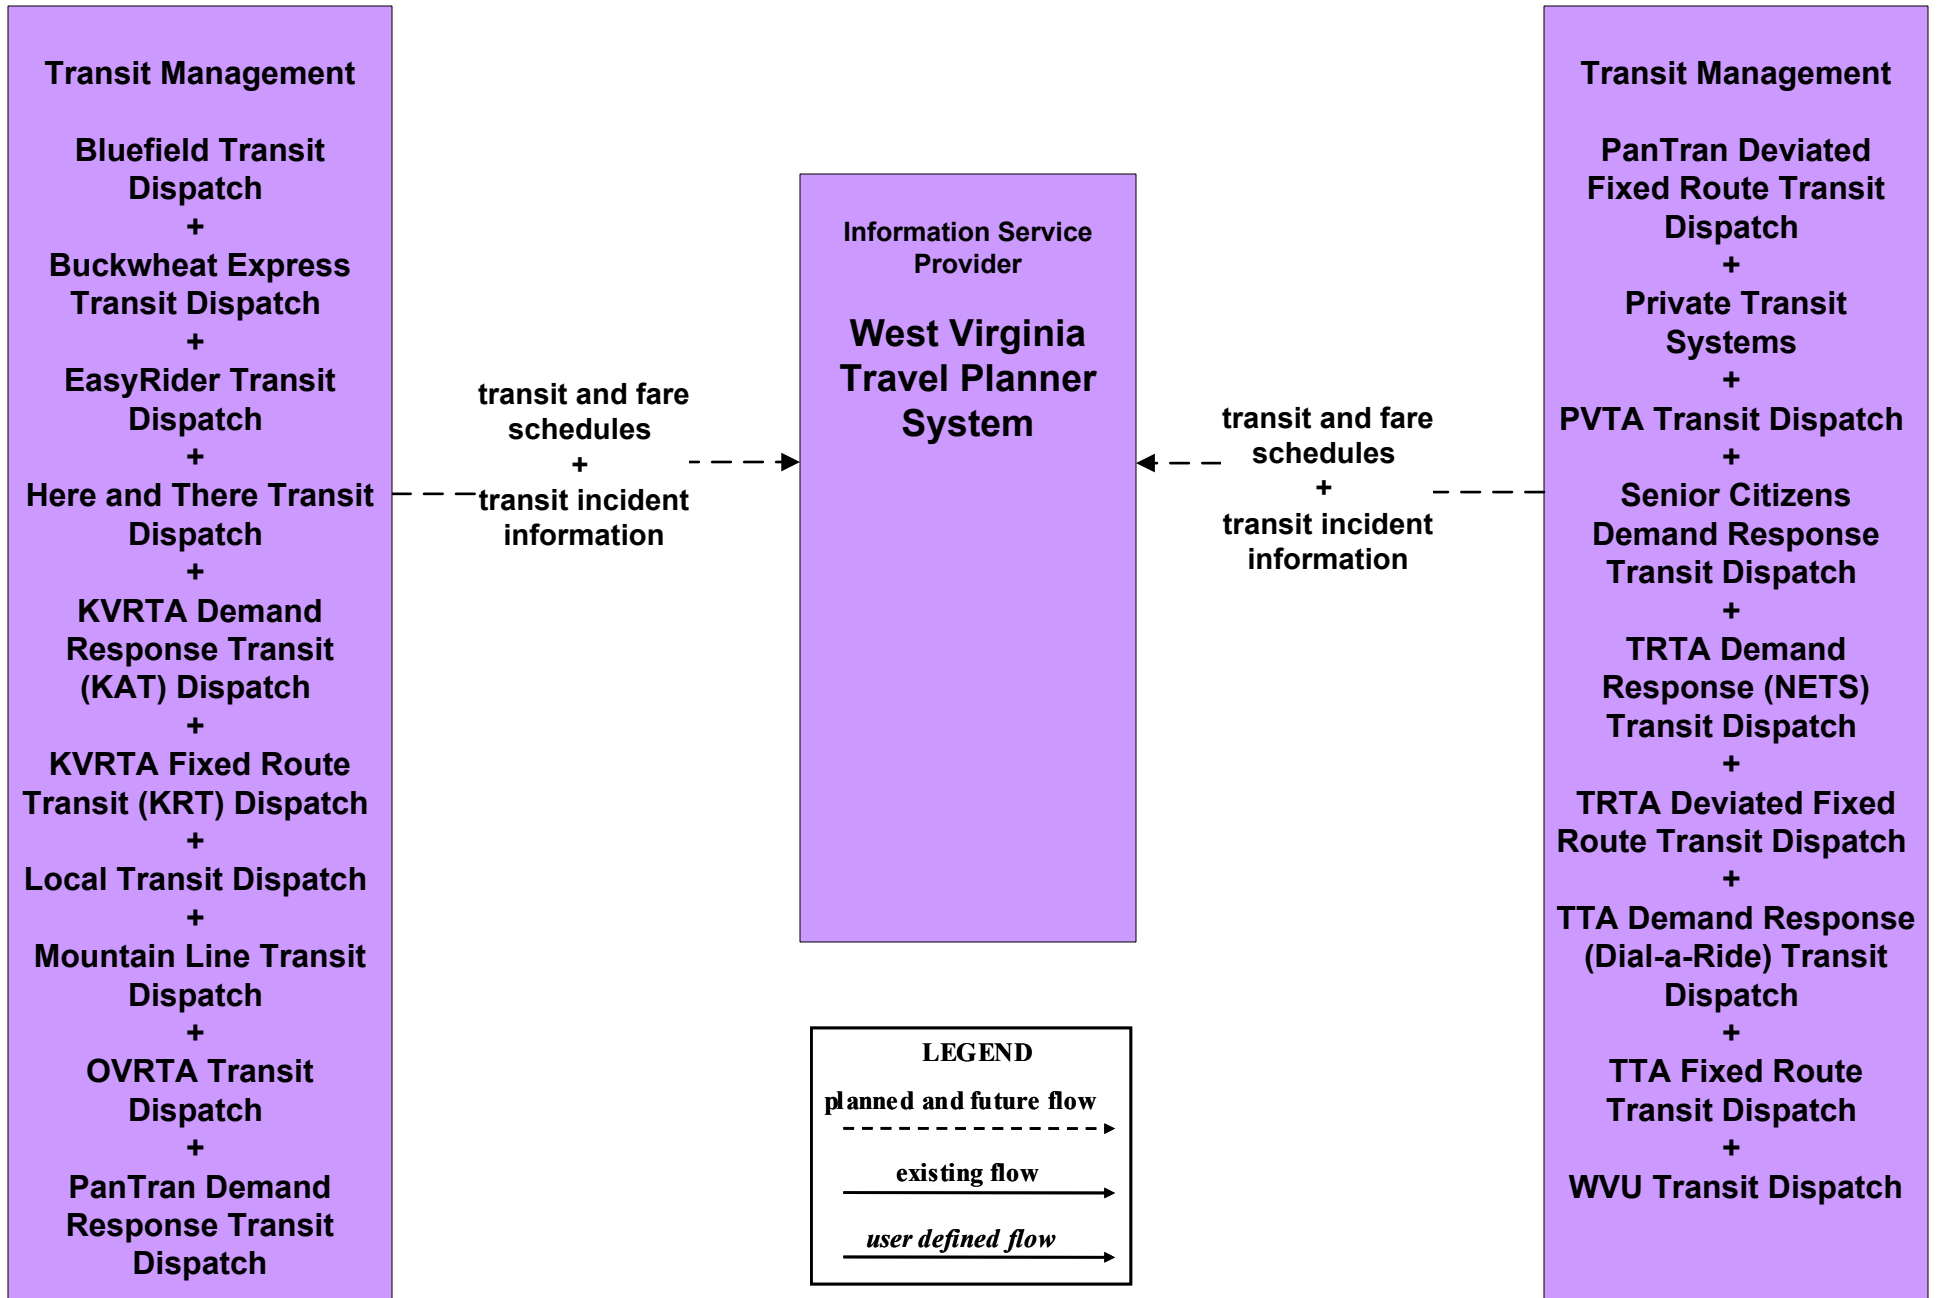 Transit Management
Bluefield Transit
Dispatch
+
Buckwheat Express
Transit Dispatch
+
EasyRider Transit
Dispatch
+
Here and There Transit
Dispatch
+
KVRTA Demand
Response Transit
(KAT) Dispatch
+
KVRTA Fixed Route
Transit (KRT) Dispatch
+
Local Transit Dispatch
+
Mountain Line Transit
Dispatch
+
OVRTA Transit
Dispatch
+
PanTran Demand
Response Transit
Dispatch
transit and fare
schedules
+
transit incident
information
Information Service
Provider
West Virginia
Travel Planner
System
transit and fare
schedules
+
transit incident
information
Transit Management
PanTran Deviated
Fixed Route Transit
Dispatch
+
Private Transit
Systems
+
PVTA Transit Dispatch
+
Senior Citizens
Demand Response
Transit Dispatch
+
TRTA Demand
Response (NETS)
Transit Dispatch
+
TRTA Deviated Fixed
Route Transit Dispatch
+
TTA Demand Response
(Dial-a-Ride) Transit
Dispatch
+
TTA Fixed Route
Transit Dispatch
+
WVU Transit Dispatch
LEGEND
planned and future flow
existing flow
user defined flow